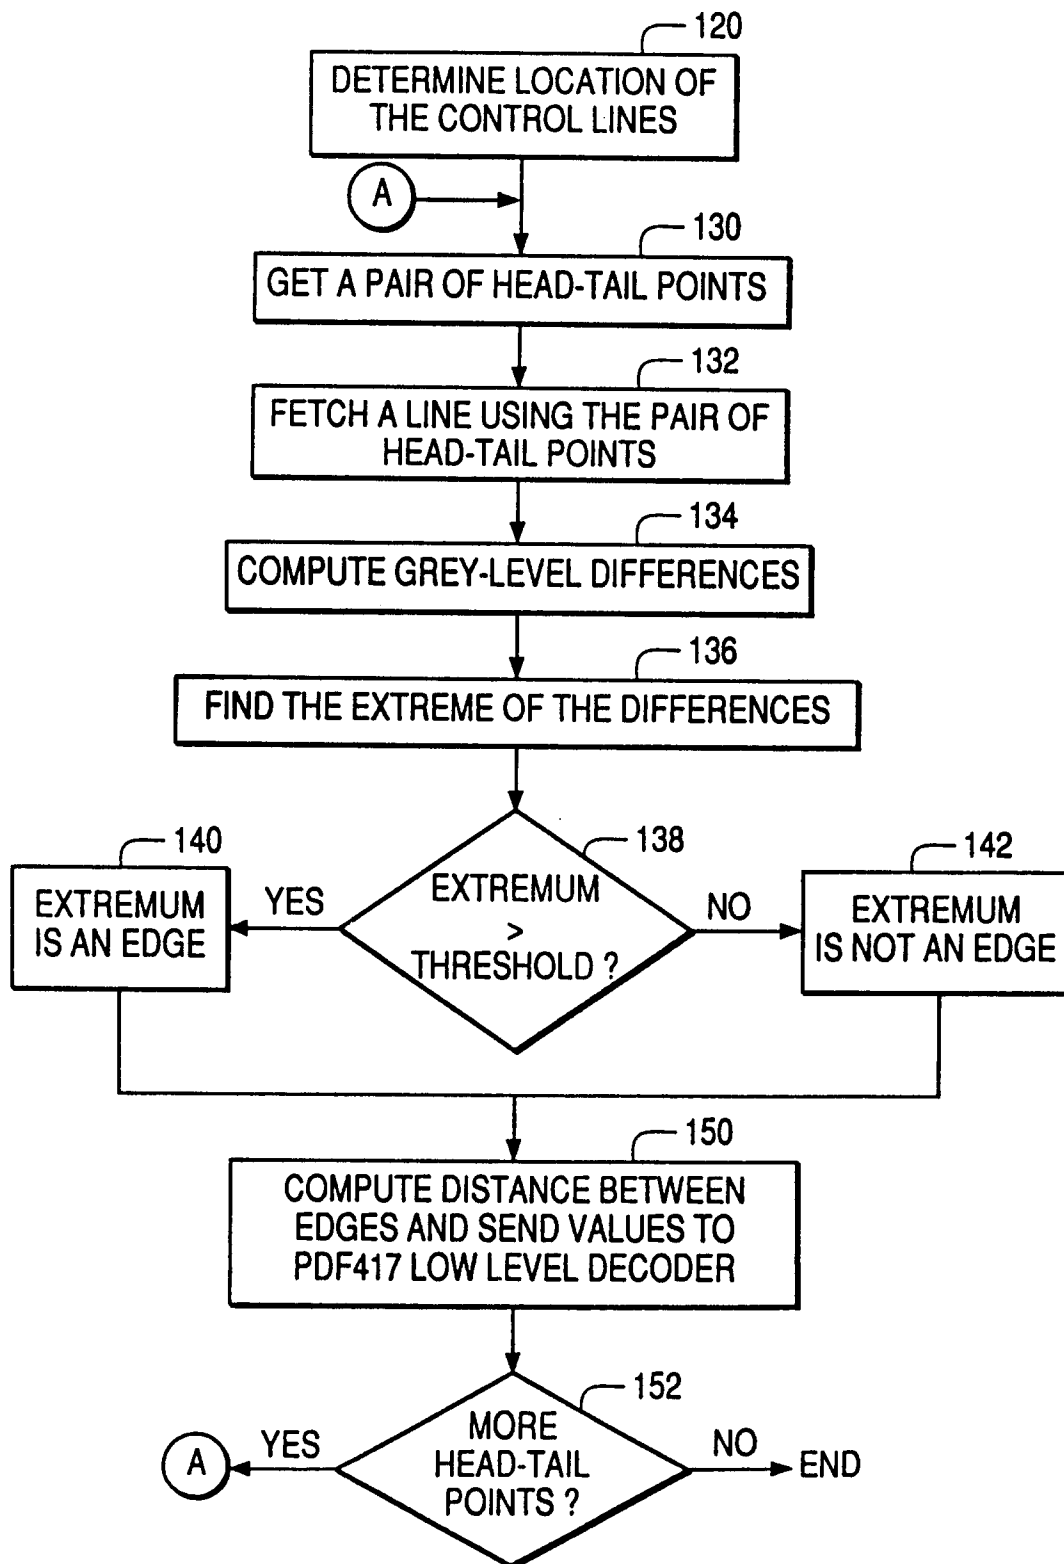 120
DETERMINE LOCATION OF
THE CONTROL LINES
A
130
GET A PAIR OF HEAD-TAIL POINTS
132
FETCH A LINE USING THE PAIR OF
HEAD-TAIL POINTS
134
COMPUTE GREY-LEVEL DIFFERENCES
136
FIND THE EXTREME OF THE DIFFERENCES
140
138
142
EXTREMUM
IS AN EDGE
YES
EXTREMUM
>
THRESHOLD ?
NO
EXTREMUM
IS NOT AN EDGE
150
COMPUTE DISTANCE BETWEEN
EDGES AND SEND VALUES TO
PDF417 LOW LEVEL DECODER
152
A
YES
MORE
HEAD-TAIL
POINTS ?
NO
END